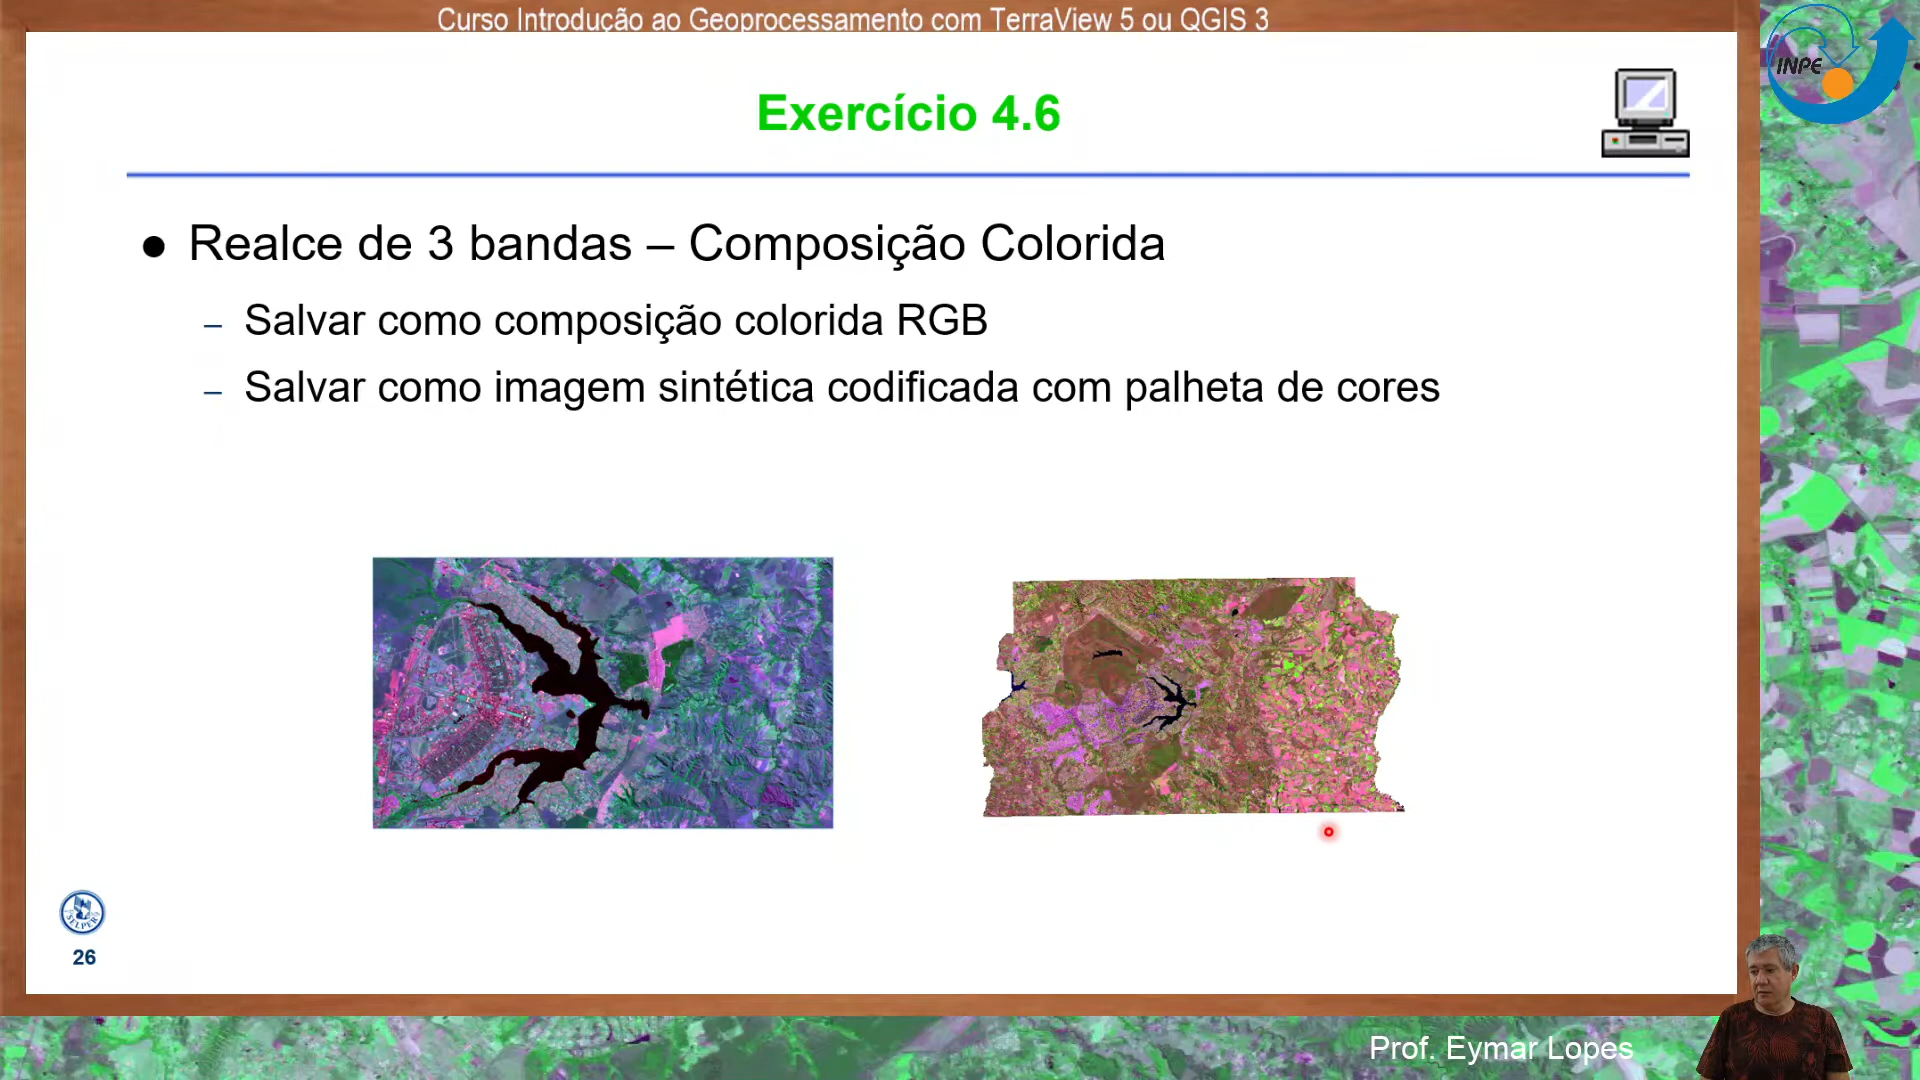 Curso Introdução ao Geoprocessamento com TerraView 5 ou QGIS 3
INPE
Exercício 4.6
● Realce de 3 bandas – Composição Colorida
– Salvar como composição colorida RGB
– Salvar como imagem sintética codificada com palheta de cores
SELPER
26
Prof. Eymar Lopes